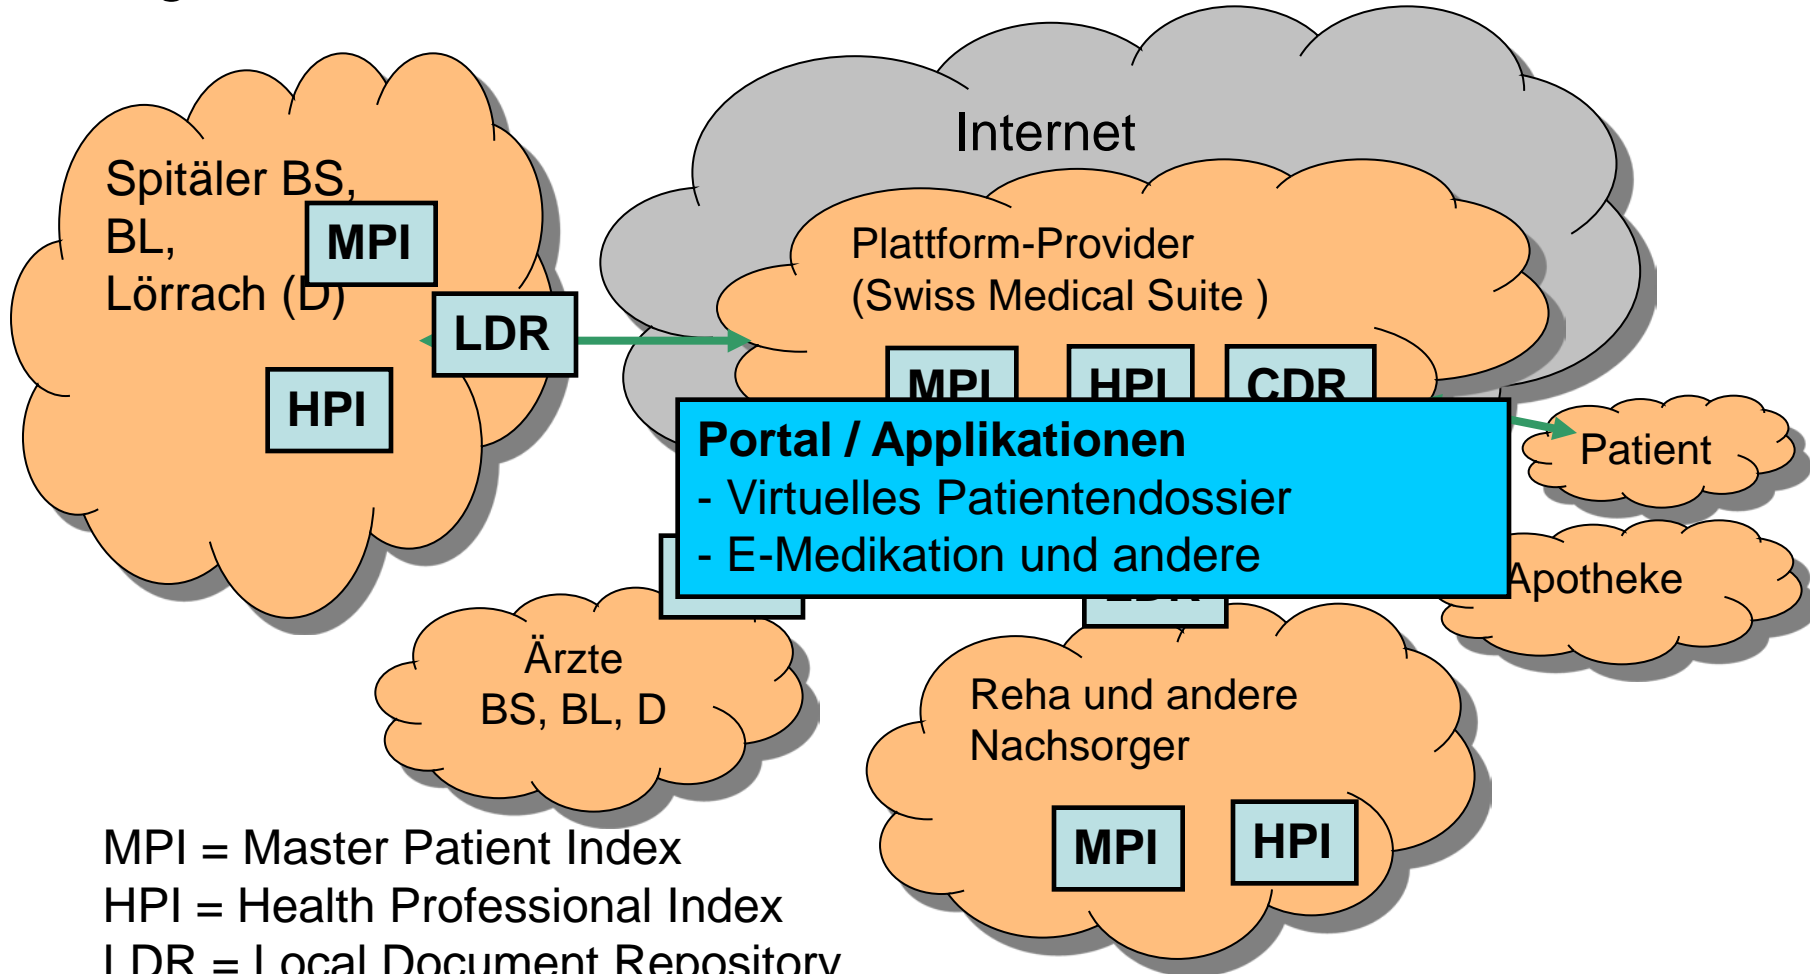 Internet
Spitäler BS,
BL,
Lörrach (D)
MPI
LDR
HPI
Plattform-Provider
(Swiss Medical Suite )
MPI
HPI
CDR
Portal / Applikationen
- Virtuelles Patientendossier
- E-Medikation und andere
Patient
Apotheke
LDR
Ärzte
BS, BL, D
Reha und andere
Nachsorger
MPI
HPI
MPI = Master Patient Index
HPI = Health Professional Index
LDR = Local Document Repository